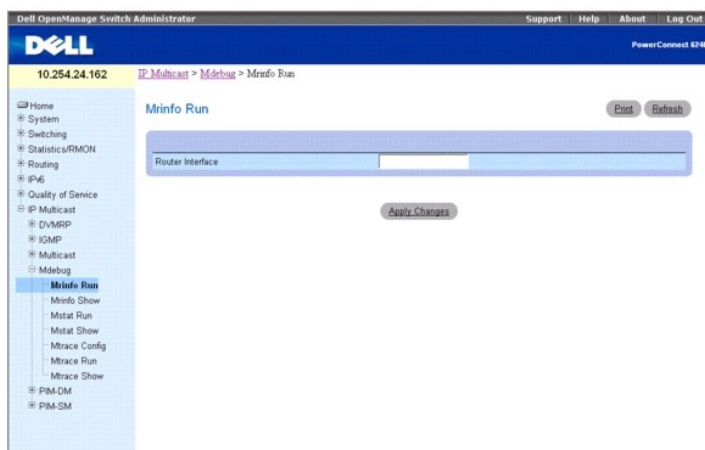 Dell OpenManage Switch Administrator
Support Help About Log Out
DELL
PowerConnect 6248
10.254.24.162
IP Multicast > Mdebug > Mrinfo Run
Home
System
Switching
Statistics/RMON
Routing
IPv6
Quality of Service
IP Multicast
DVMRP
IGMP
Multicast
Mdebug
Mrinfo Run
Mrinfo Show
Mstat Run
Mstat Show
Mtrace Config
Mtrace Run
Mtrace Show
PIM-DM
PIM-SM
Mrinfo Run
Print Refresh
Router Interface
Apply Changes